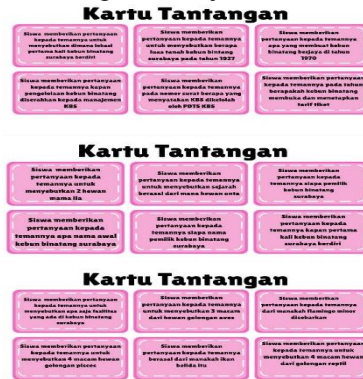 Kartu Tantangan
Siswa memberikan
pertanyaan kepada temannya untuk
menyebutkan dimana lokasi
pertama kali kebun binatang
surabaya berdiri
Siswa memberikan
pertanyaan kepada temannya
untuk menyebutkan berapa
luas tanah kebun binatang
surabaya pada tahun 1927
Siswa memberikan
pertanyaan kepada temannya
apa yang membuat kebun
binatang berjaya di tahun
1970
Siswa memberikan pertanyaan
kepada temannya kapan
pengelolaan kebun binatang
diserahkan kepada manajemen
KBS
Siswa memberikan
pertanyaan kepada temannya
pada nomer surat berapa yang
menyatakan KBS dikelolah
oleh PDTS KBS
Siswa memberikan pertanyaan
kepada temannya pada tahun
berapakah kebun binatang
membuka dan menetapkan
tarif tiket
Kartu Tantangan
Siswa memberikan
pertanyaan kepada
temannya untuk
menyebutkan 2 hewan
mama lia
Siswa memberikan
pertanyaan kepada temannya
untuk menyebutkan sejarah
berasal dari mana hewan onta
Siswa memberikan
pertanyaan kepada
temannya siapa pemilik
kebun binatang
surabaya
Siswa memberikan
pertanyaan kepada
temannya apa nama awal
kebun binatang surabaya
Siswa memberikan
pertanyaan kepada
temannya siapa nama
pemilik kebun binatang
surabaya
Siswa memberikan
pertanyaan kepada
temannya kapan pertama
kali kebun binatang
surabaya berdiri
Kartu Tantangan
Siswa memberikan pertanyaan
kepada temannya untuk
menyebutkan apa saja fasilitas
yang ada di kebun binatang
surabaya
Siswa memberikan
pertanyaan kepada temannya
untuk menyebutkan 3 macam
dari hewan golongan aves
Siswa memberikan
pertanyaan kepada temannya
dari manakah flamingo minor
disebarkan
Siswa memberikan pertanyaan
kepada temannya untuk
menyebutkan 4 macam hewan
golongan pisces
Siswa memberikan
pertanyaan kepada temannya
berasal dari manakah ikan
belida itu
Siswa memberikan pertanyaan
kepada temannya untuk
menyebutkan 4 macam hewan
dari golongan reptil